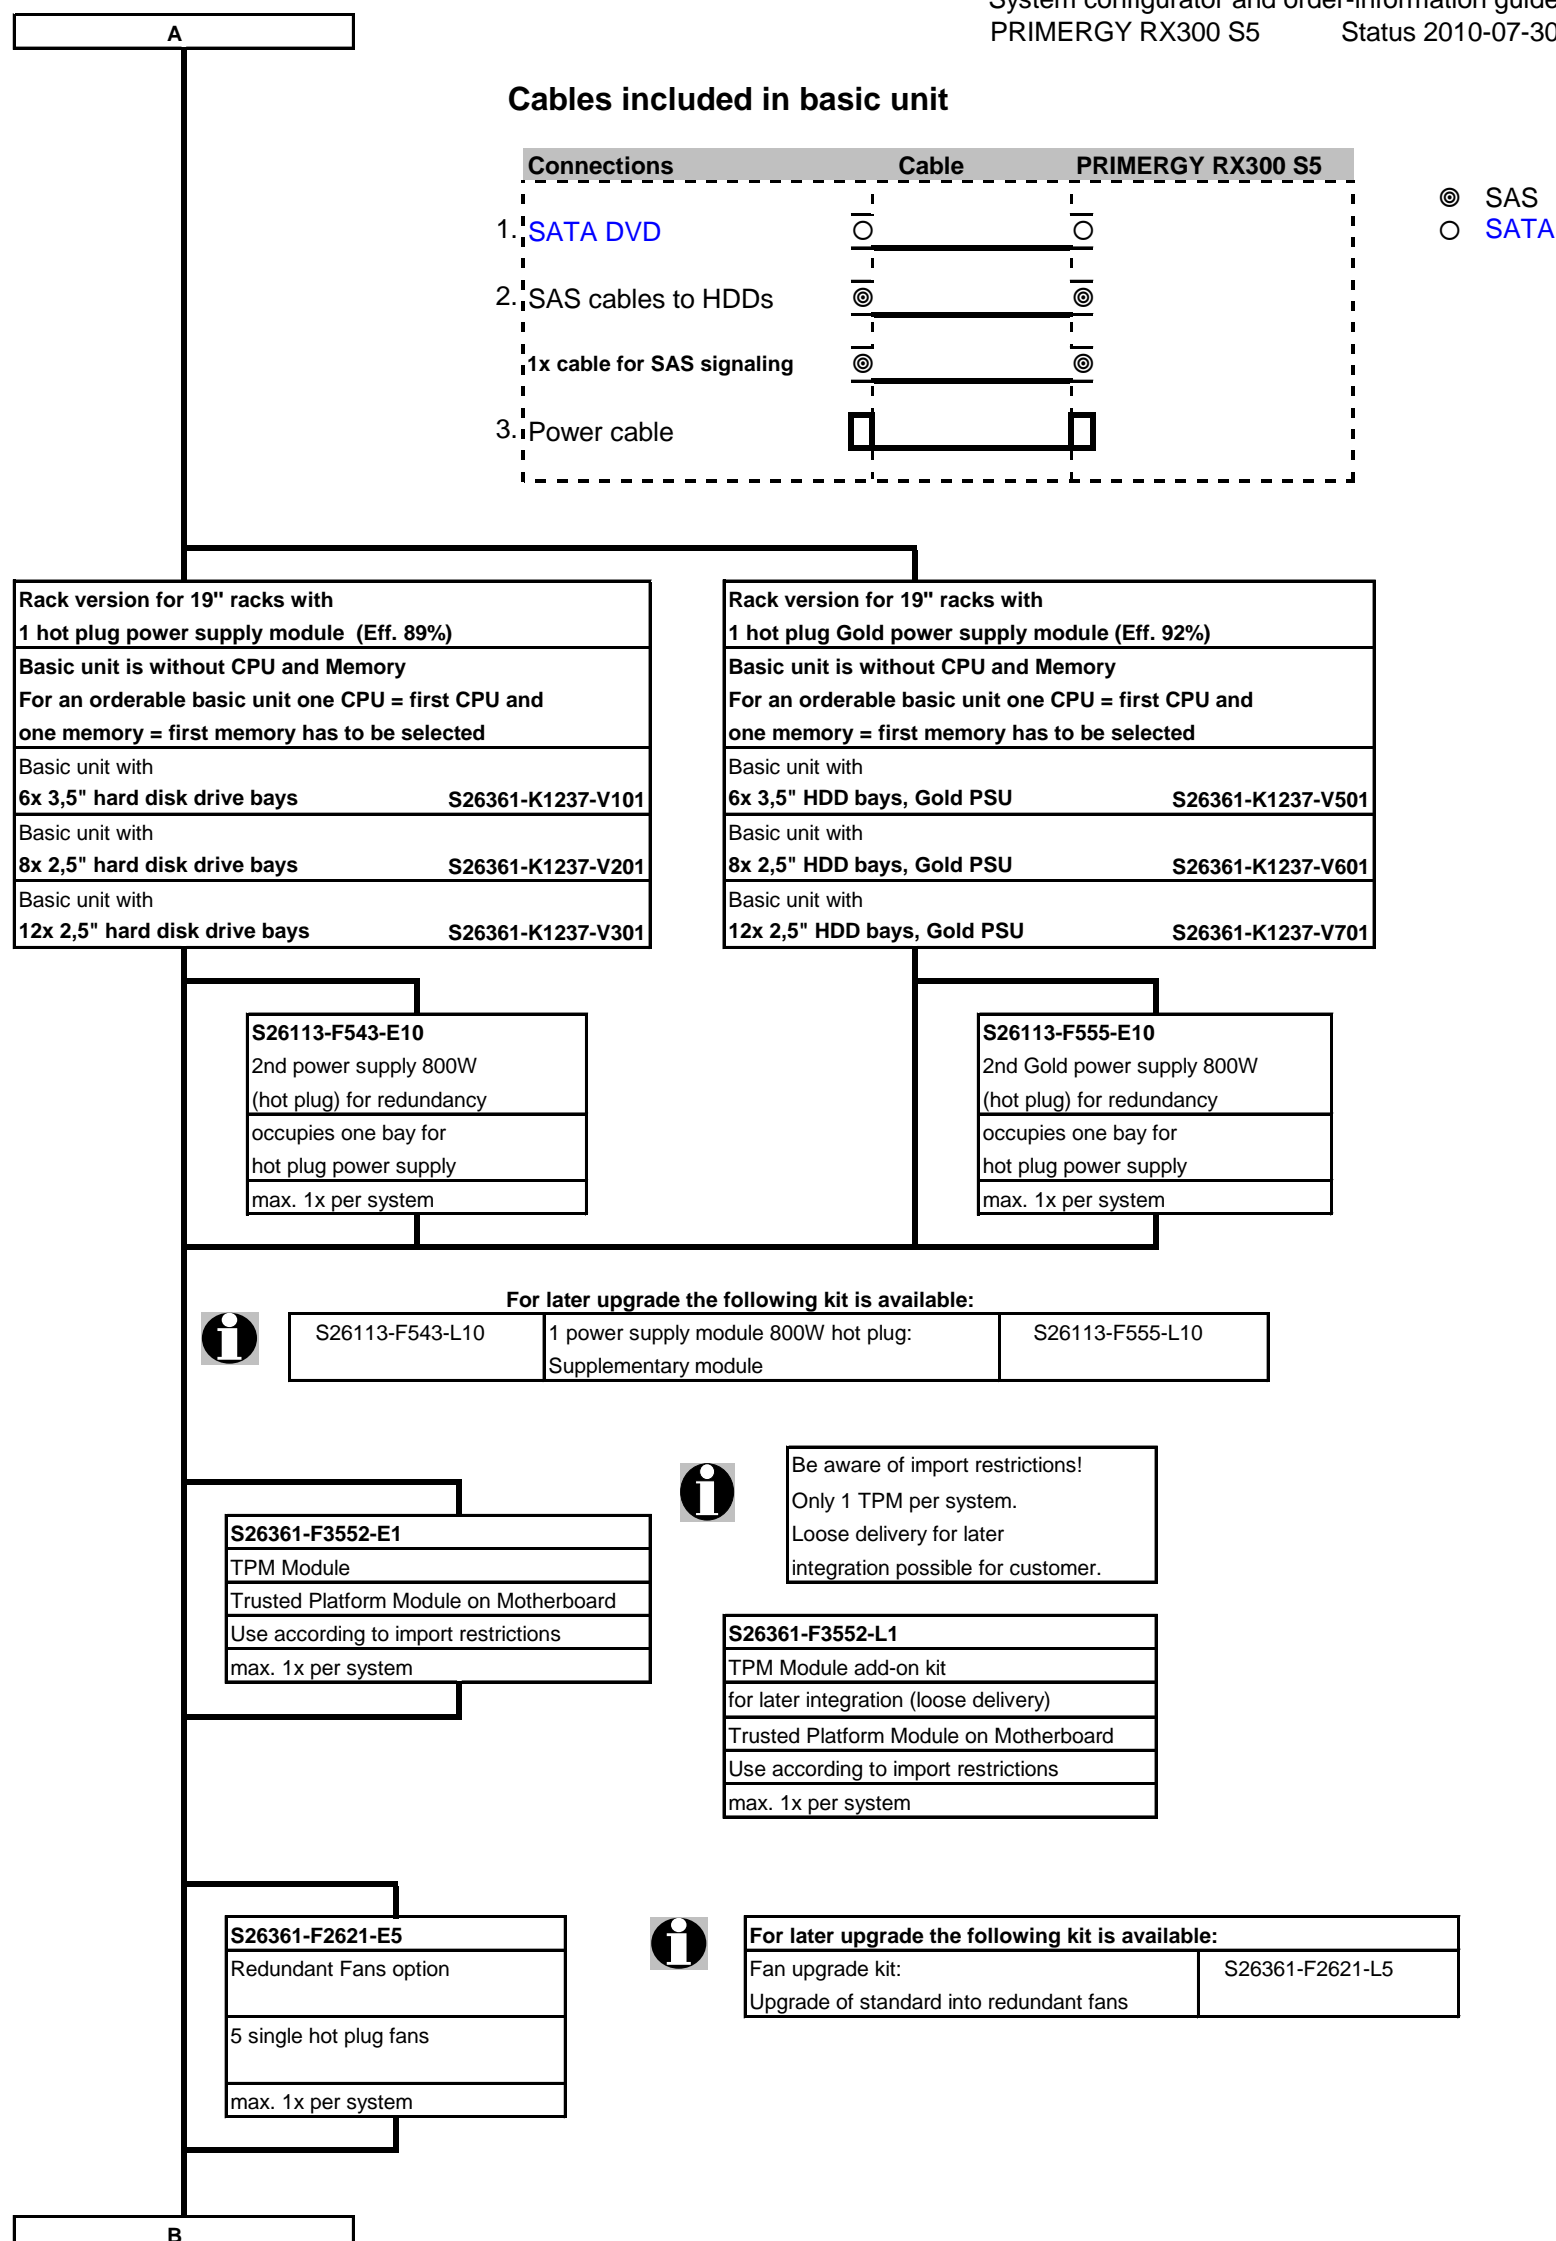 System configurator and order-information guide
PRIMERGY RX300 S5 Status 2010-07-30
A
Cables included in basic unit
Connections Cable PRIMERGY RX300 S5
SAS
1. SATA DVD
SATA
2. SAS cables to HDDs
1x cable for SAS signaling
3. Power cable
Rack version for 19" racks with
1 hot plug power supply module (Eff. 89%)
Basic unit is without CPU and Memory
For an orderable basic unit one CPU = first CPU and
one memory = first memory has to be selected
Basic unit with
6x 3,5" hard disk drive bays S26361-K1237-V101
Basic unit with
8x 2,5" hard disk drive bays S26361-K1237-V201
Basic unit with
12x 2,5" hard disk drive bays S26361-K1237-V301
Rack version for 19" racks with
1 hot plug Gold power supply module (Eff. 92%)
Basic unit is without CPU and Memory
For an orderable basic unit one CPU = first CPU and
one memory = first memory has to be selected
Basic unit with
6x 3,5" HDD bays, Gold PSU S26361-K1237-V501
Basic unit with
8x 2,5" HDD bays, Gold PSU S26361-K1237-V601
Basic unit with
12x 2,5" HDD bays, Gold PSU S26361-K1237-V701
S26113-F543-E10
2nd power supply 800W
(hot plug) for redundancy
occupies one bay for
hot plug power supply
max. 1x per system
S26113-F555-E10
2nd Gold power supply 800W
(hot plug) for redundancy
occupies one bay for
hot plug power supply
max. 1x per system
For later upgrade the following kit is available:
S26113-F543-L10 1 power supply module 800W hot plug: S26113-F555-L10
Supplementary module
Be aware of import restrictions!
Only 1 TPM per system.
Loose delivery for later
integration possible for customer.
S26361-F3552-E1
TPM Module
Trusted Platform Module on Motherboard
Use according to import restrictions
max. 1x per system
S26361-F3552-L1
TPM Module add-on kit
for later integration (loose delivery)
Trusted Platform Module on Motherboard
Use according to import restrictions
max. 1x per system
S26361-F2621-E5
Redundant Fans option
5 single hot plug fans
max. 1x per system
For later upgrade the following kit is available:
Fan upgrade kit: S26361-F2621-L5
Upgrade of standard into redundant fans
B